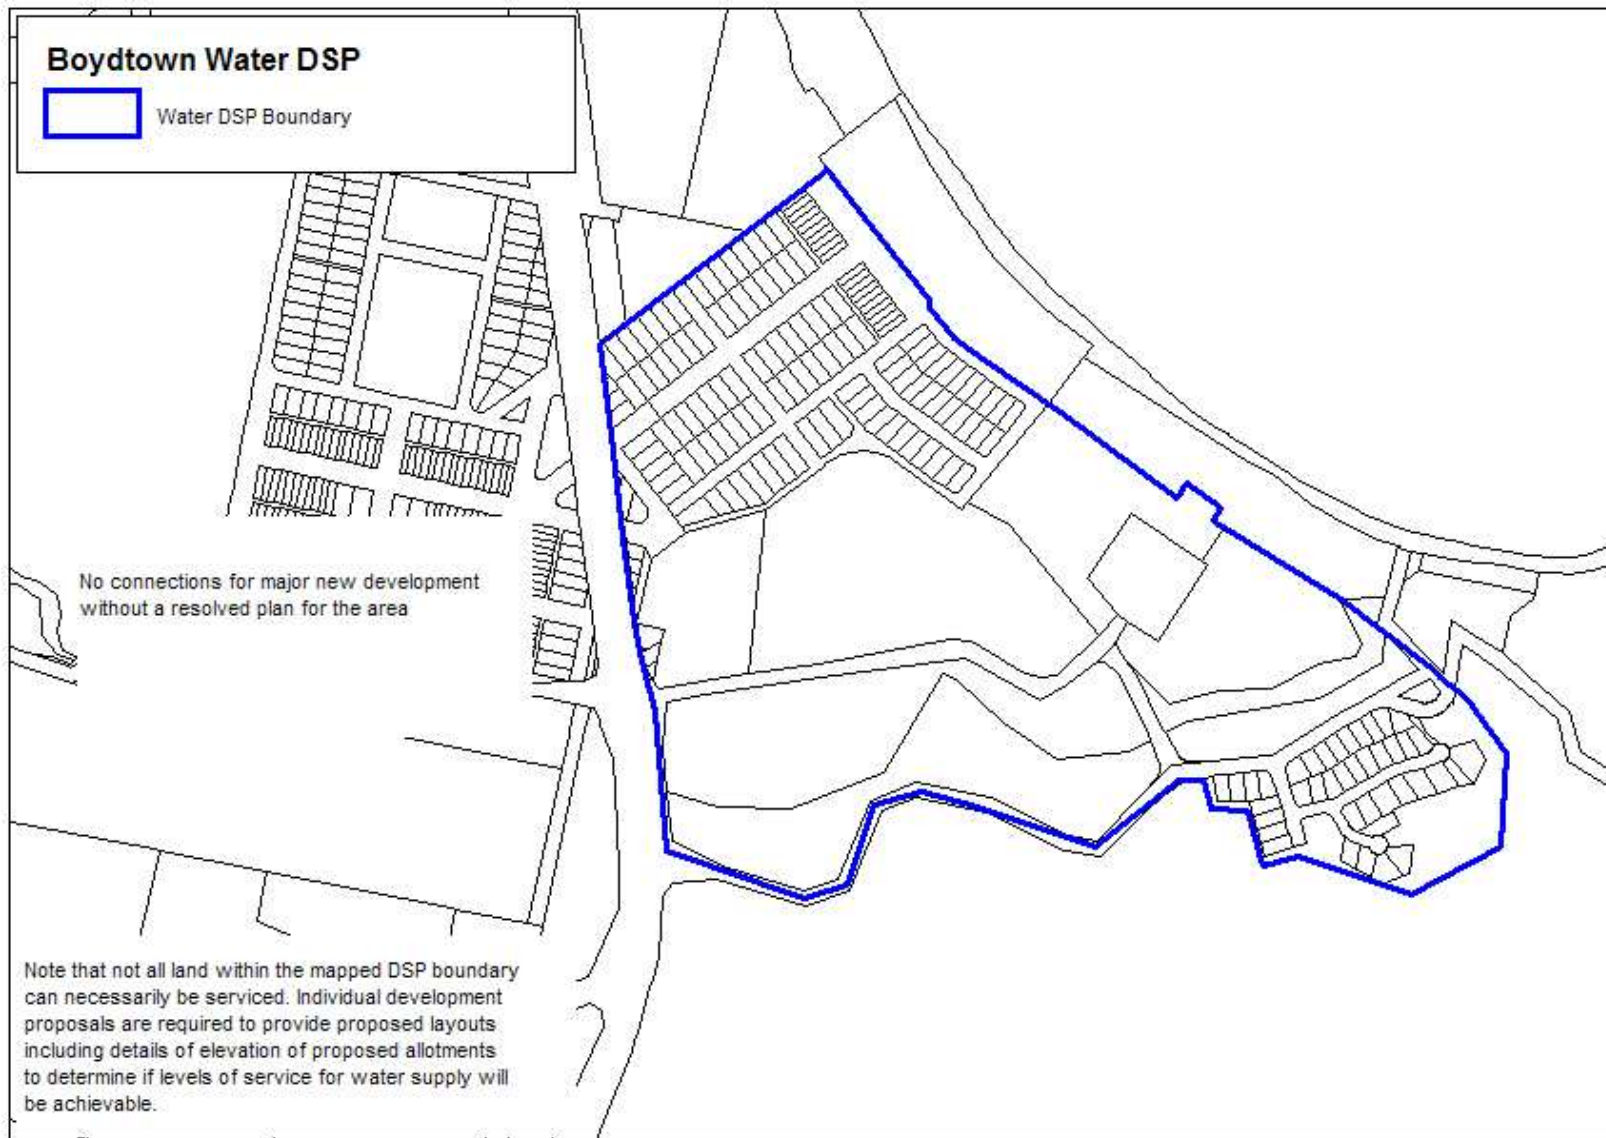 Boydtown Water DSP
Water DSP Boundary
No connections for major new development
without a resolved plan for the area
Note that not all land within the mapped DSP boundary
can necessarily be serviced. Individual development
proposals are required to provide proposed layouts
including details of elevation of proposed allotments
to determine if levels of service for water supply will
be achievable.